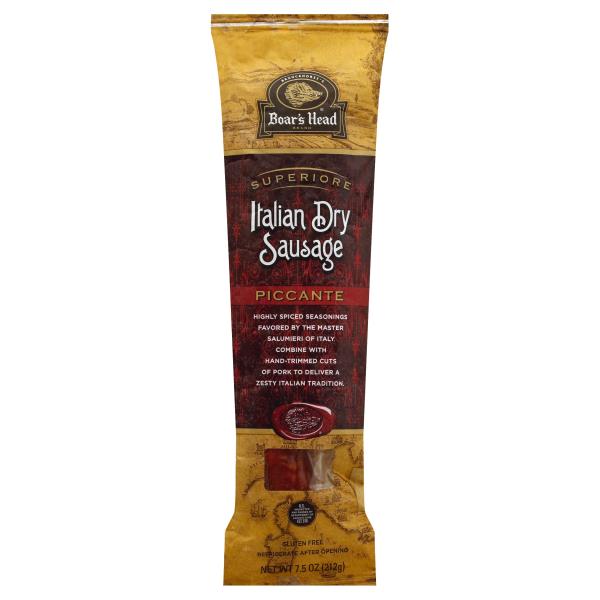 BRUNCKHORST'S
Boar's Head
BRAND
SUPERIORE
Italian Dry
Sausage
PICCANTE
HIGHLY SPICED SEASONINGS
FAVORED BY THE MASTER
SALUMIERI OF ITALY
COMBINE WITH
HAND-TRIMMED CUTS
OF PORK TO DELIVER A
ZESTY ITALIAN TRADITION.
U.S.
GLUTEN FREE
REFRIGERATE AFTER OPENING
NET WT 7.5 OZ (212g)